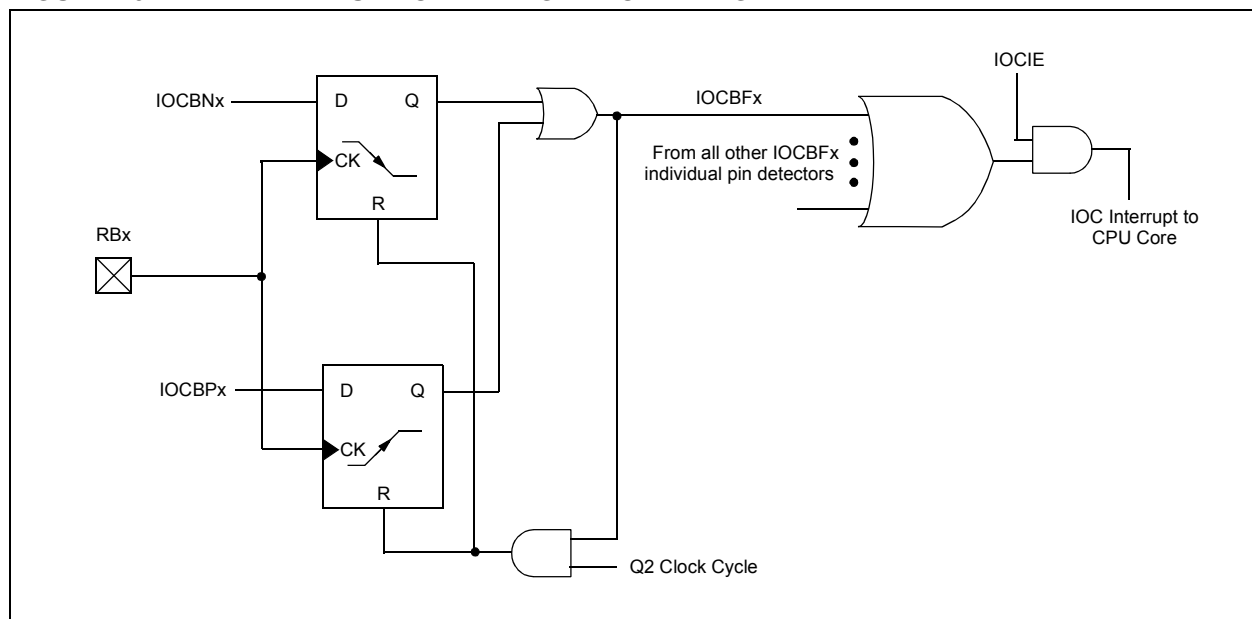 IOCIE
IOCBNx
D
Q
IOCBFx
CK
From all other IOCBFx
individual pin detectors
R
IOC Interrupt to
CPU Core
RBx
IOCBPx
D
Q
CK
R
Q2 Clock Cycle